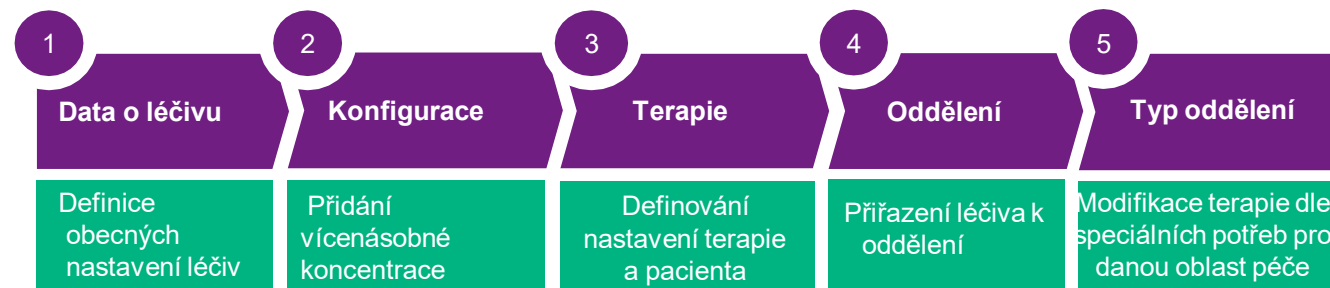 1
2
3
4
5
Data o léčivu
Konfigurace
Terapie
Oddělení
Typ oddělení
Definice
obecných
nastavení léčiv
Přidání
vícenásobné
koncentrace
Definování
nastavení terapie
a pacienta
Přiřazení léčiva k
oddělení
Modifikace terapie dle
speciálních potřeb pro
danou oblast péče